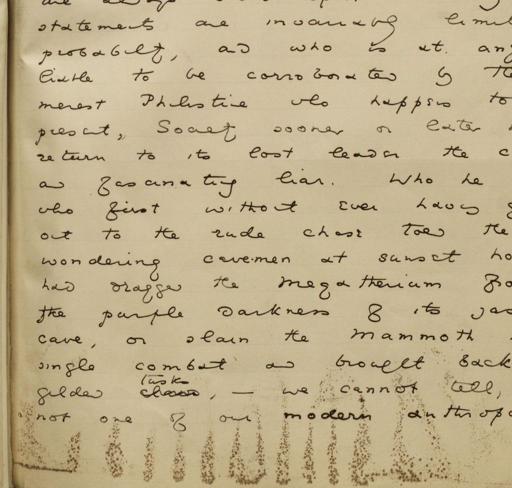 statements are invariably limit
probability, and who is at any
liable to be corroborated by the
merest Philistine who happens to
present, Society sooner or later
return to its lost leader the c
and fascinating liar. Who he
who first without ever having g
out to the rude chase told the
wondering cavemen at sunset ho
had dragged the Megatherium fro
the purple darkness of its jas
cave, or slain the Mammoth
single combat and brought back
tusks
gilded claws, — we cannot tell,
not one of our modern anthropo